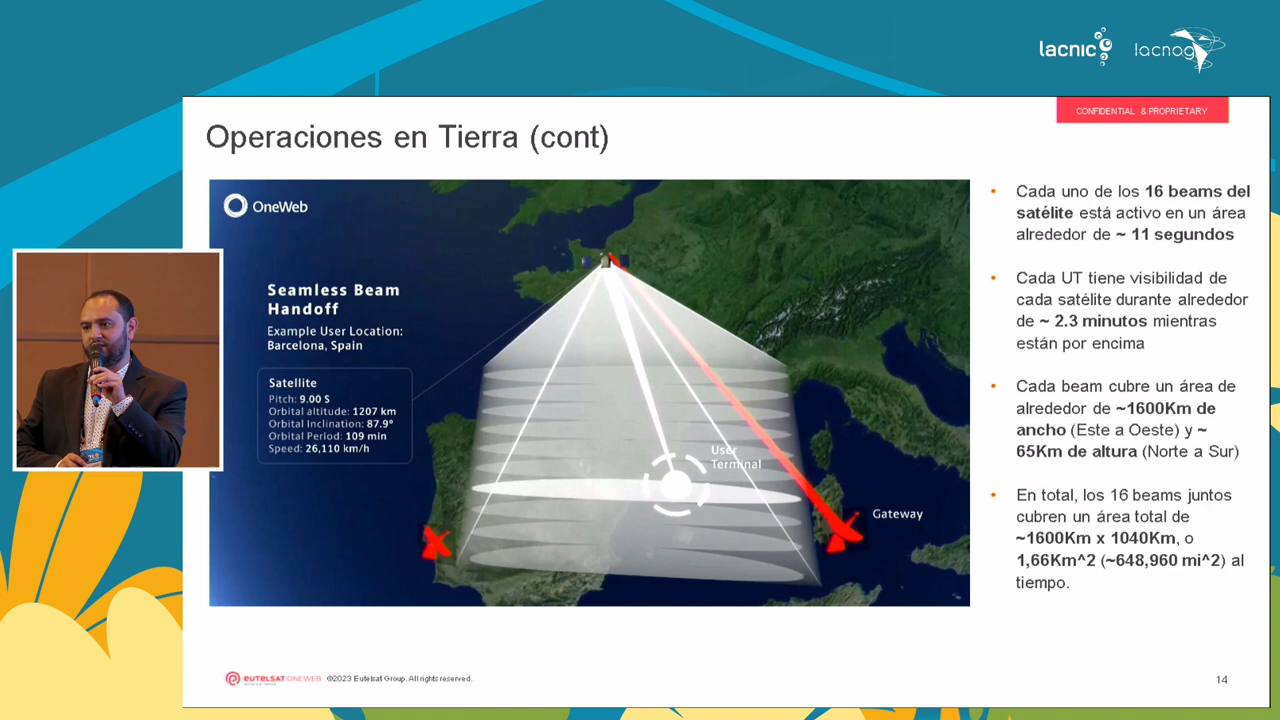 lacnic
lacnog
CONFIDENTIAL & PROPRIETARY
Operaciones en Tierra (cont)
OneWeb
Seamless Beam
Handoff
Example User Location:
Barcelona, Spain
Satellite
Pitch: 9.00 S
Orbital altitude: 1207 km
Orbital Inclination: 87.9°
Orbital Period: 109 min
Speed: 26,110 km/h
User
Terminal
Gateway
• Cada uno de los 16 beams del
satélite está activo en un área
alrededor de ~ 11 segundos
• Cada UT tiene visibilidad de
cada satélite durante alrededor
de ~ 2.3 minutos mientras
están por encima
• Cada beam cubre un área de
alrededor de ~1600Km de
ancho (Este a Oeste) y ~
65Km de altura (Norte a Sur)
• En total, los 16 beams juntos
cubren un área total de
~1600Km x 1040Km, o
1,66Km^2 (~648,960 mi^2) al
tiempo.
eutelsat ONEWEB ©2023 Eutelsat Group. All rights reserved.
14